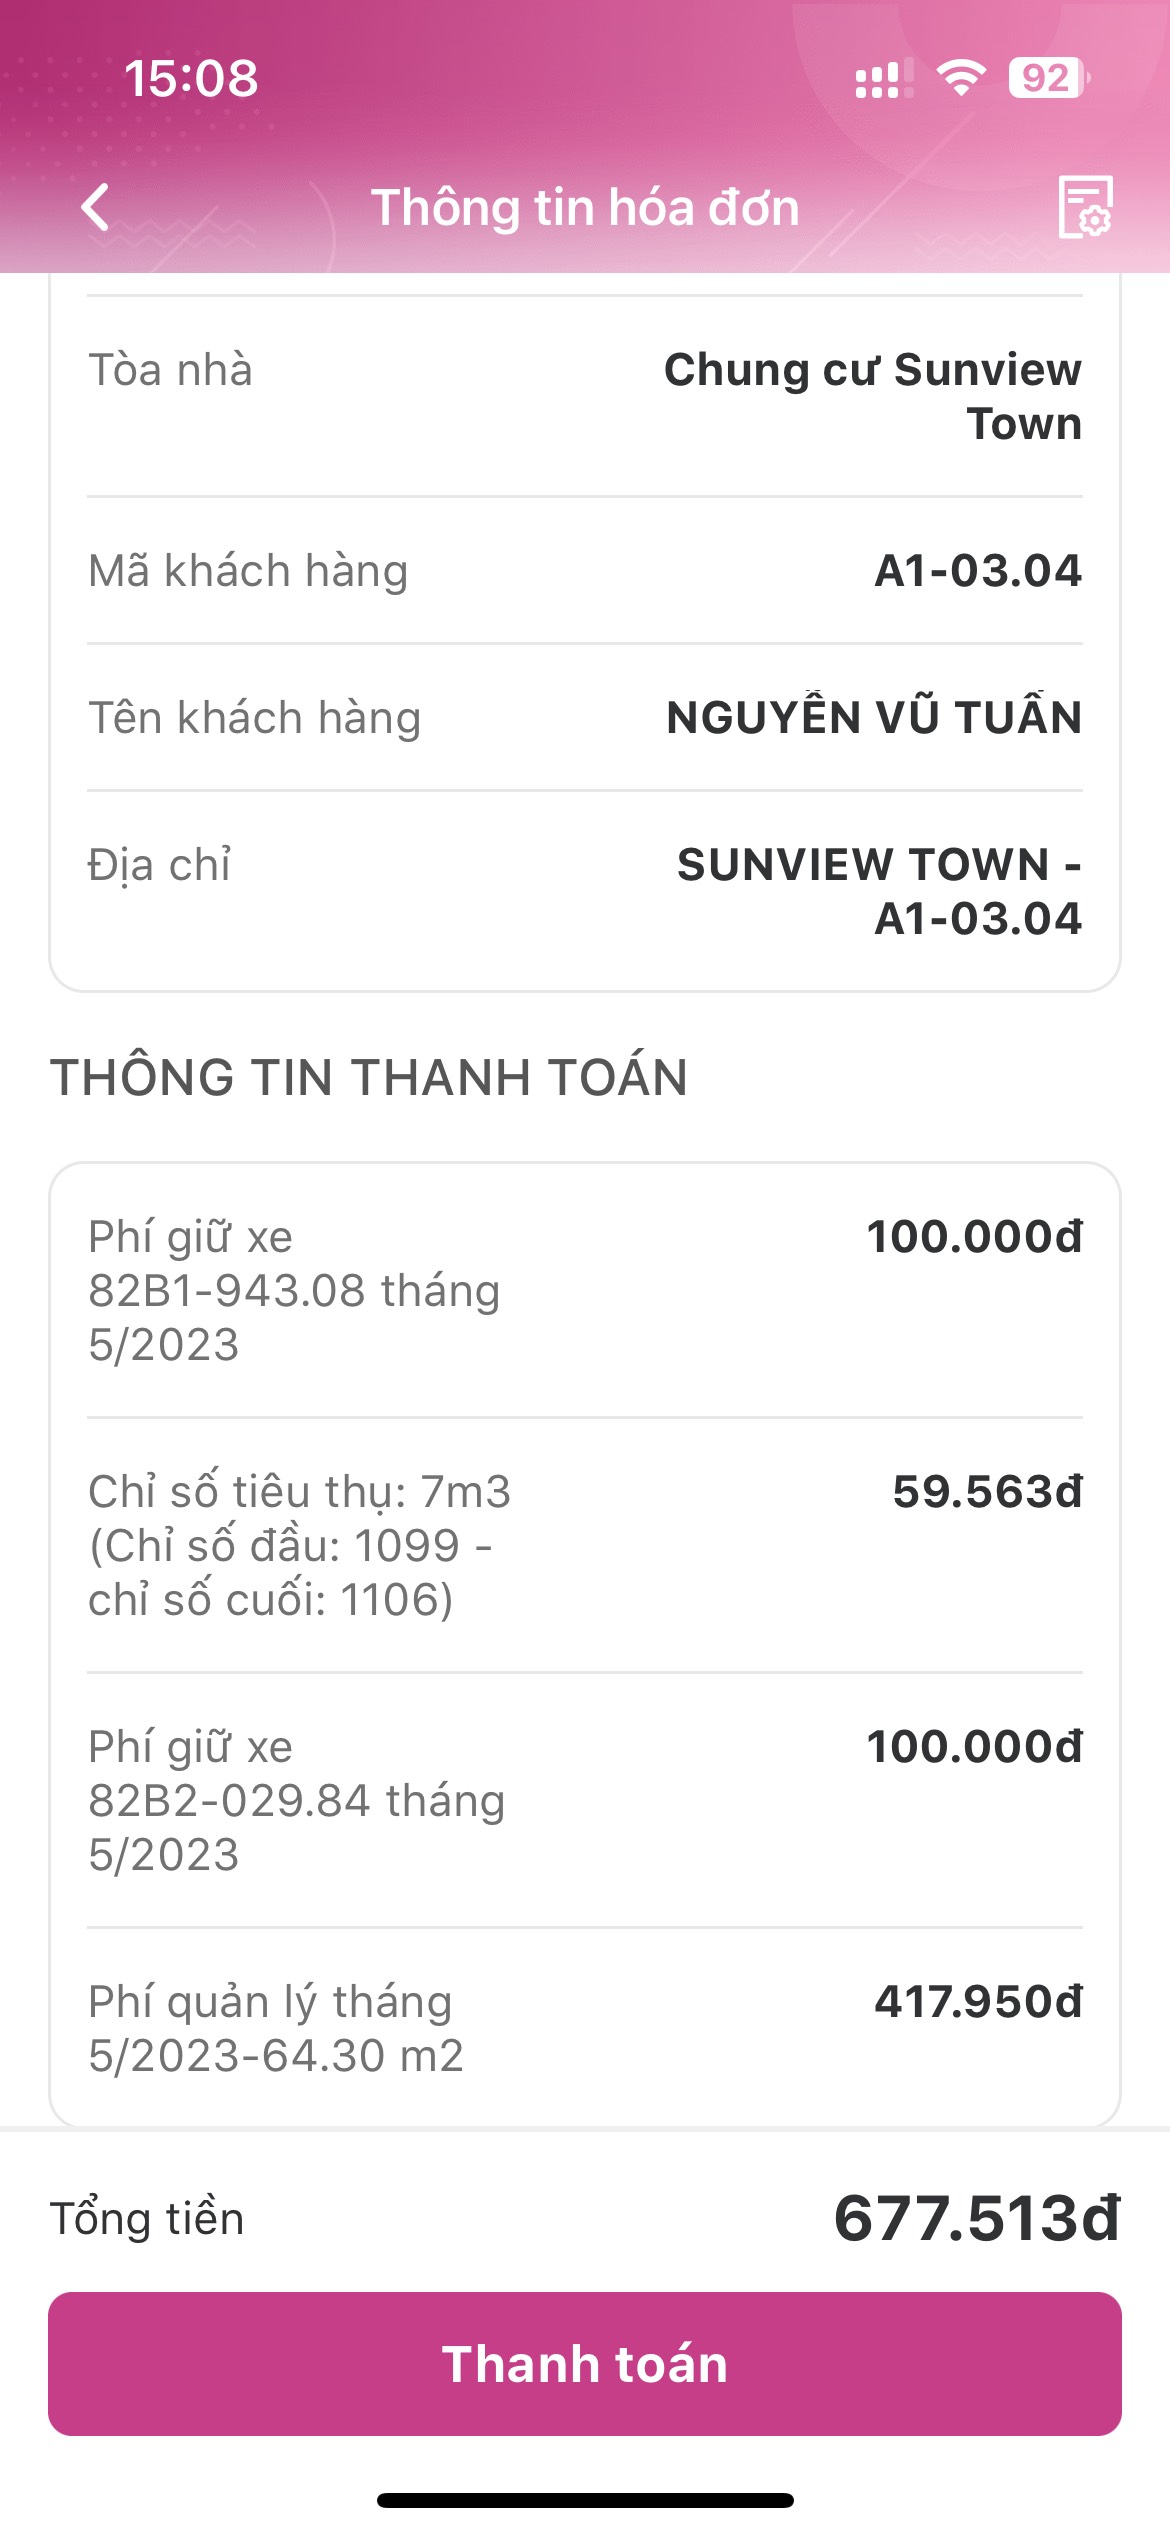 15:08
92
Thông tin hóa đơn
Tòa nhà
Chung cư Sunview
Town
Mã khách hàng
A1-03.04
Tên khách hàng
NGUYỄN VŨ TUẤN
Địa chỉ
SUNVIEW TOWN -
A1-03.04
THÔNG TIN THANH TOÁN
Phí giữ xe
100.000đ
82B1-943.08 tháng
5/2023
Chỉ số tiêu thụ: 7m3
59.563đ
(Chỉ số đầu: 1099 -
chỉ số cuối: 1106)
Phí giữ xe
100.000đ
82B2-029.84 tháng
5/2023
Phí quản lý tháng
417.950đ
5/2023-64.30 m2
Tổng tiền
677.513đ
Thanh toán